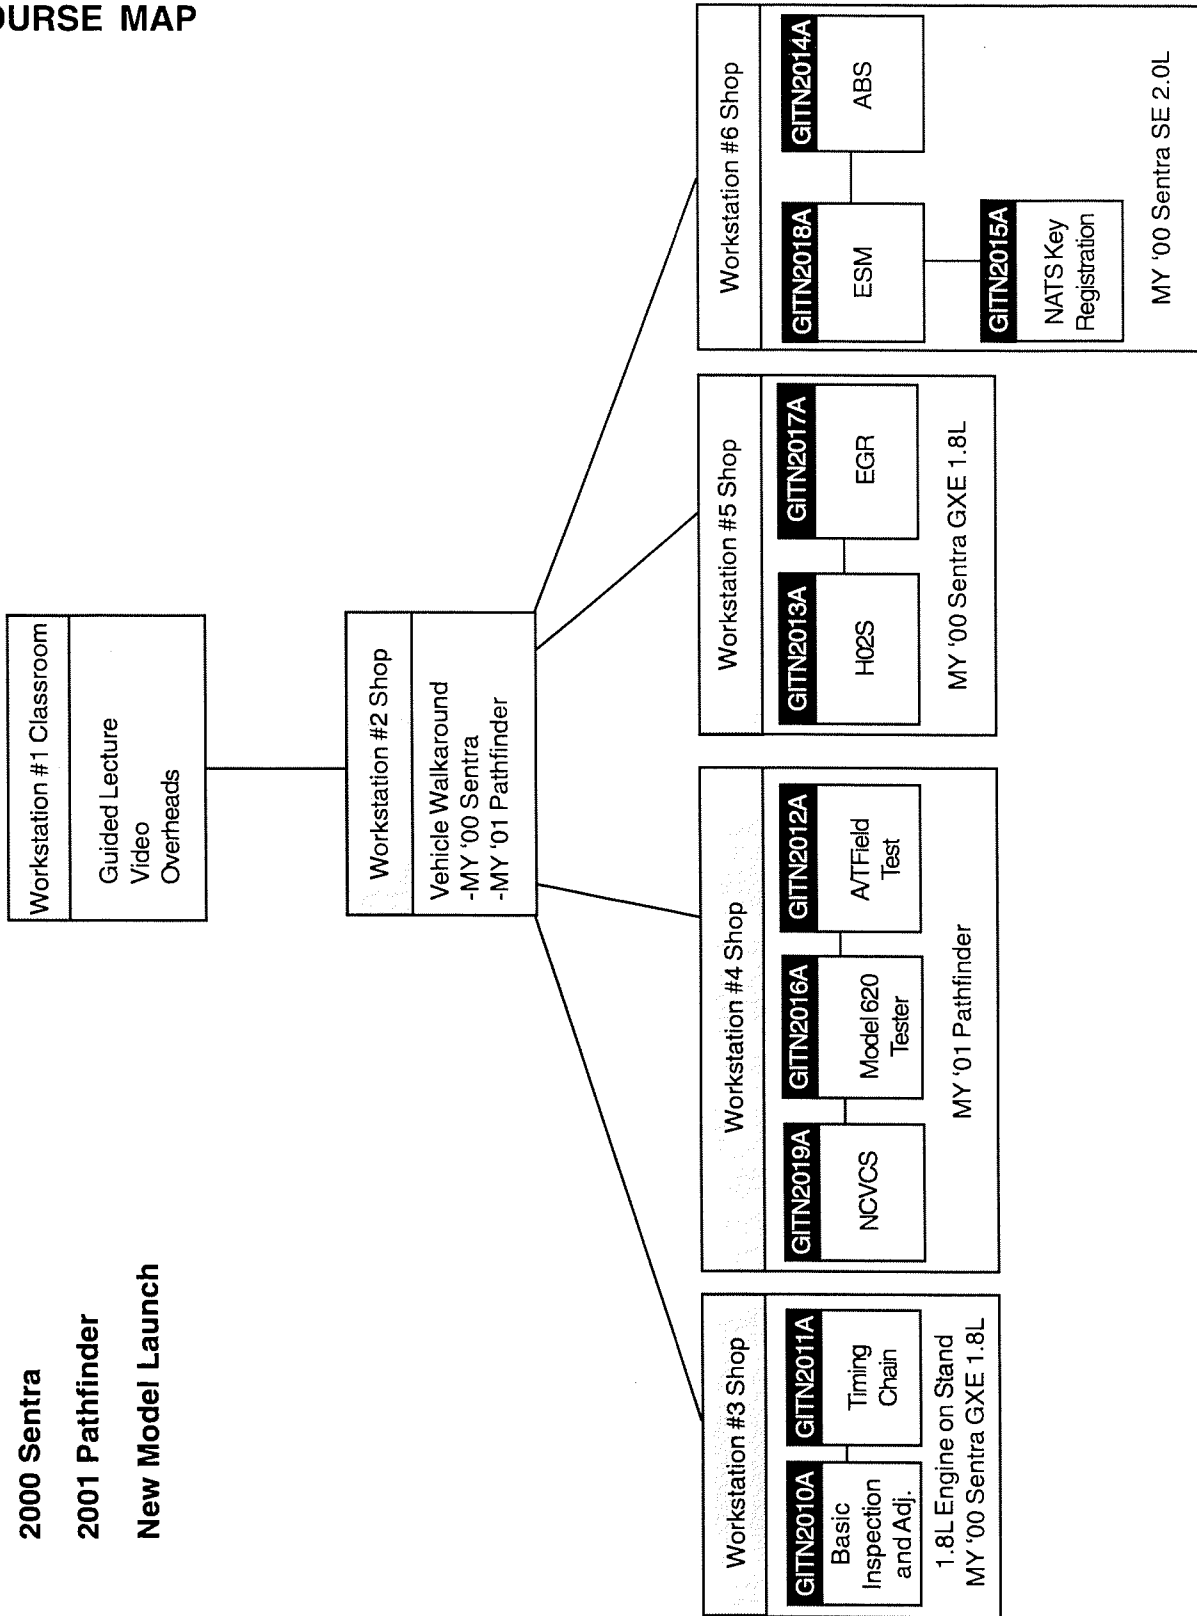 OURSE MAP
2000 Sentra
2001 Pathfinder
New Model Launch
Workstation #1 Classroom
Guided Lecture
Video
Overheads
Workstation #2 Shop
Vehicle Walkaround
-MY '00 Sentra
-MY '01 Pathfinder
Workstation #3 Shop
GITN2010A
Basic
Inspection
and Adj.
GITN2011A
Timing
Chain
1.8L Engine on Stand
MY '00 Sentra GXE 1.8L
Workstation #4 Shop
GITN2019A
NCVCS
GITN2016A
Model 620
Tester
GITN2012A
A/T Field
Test
MY '01 Pathfinder
Workstation #5 Shop
GITN2013A
H02S
GITN2017A
EGR
MY '00 Sentra GXE 1.8L
Workstation #6 Shop
GITN2018A
ESM
GITN2014A
ABS
GITN2015A
NATS Key
Registration
MY '00 Sentra SE 2.0L